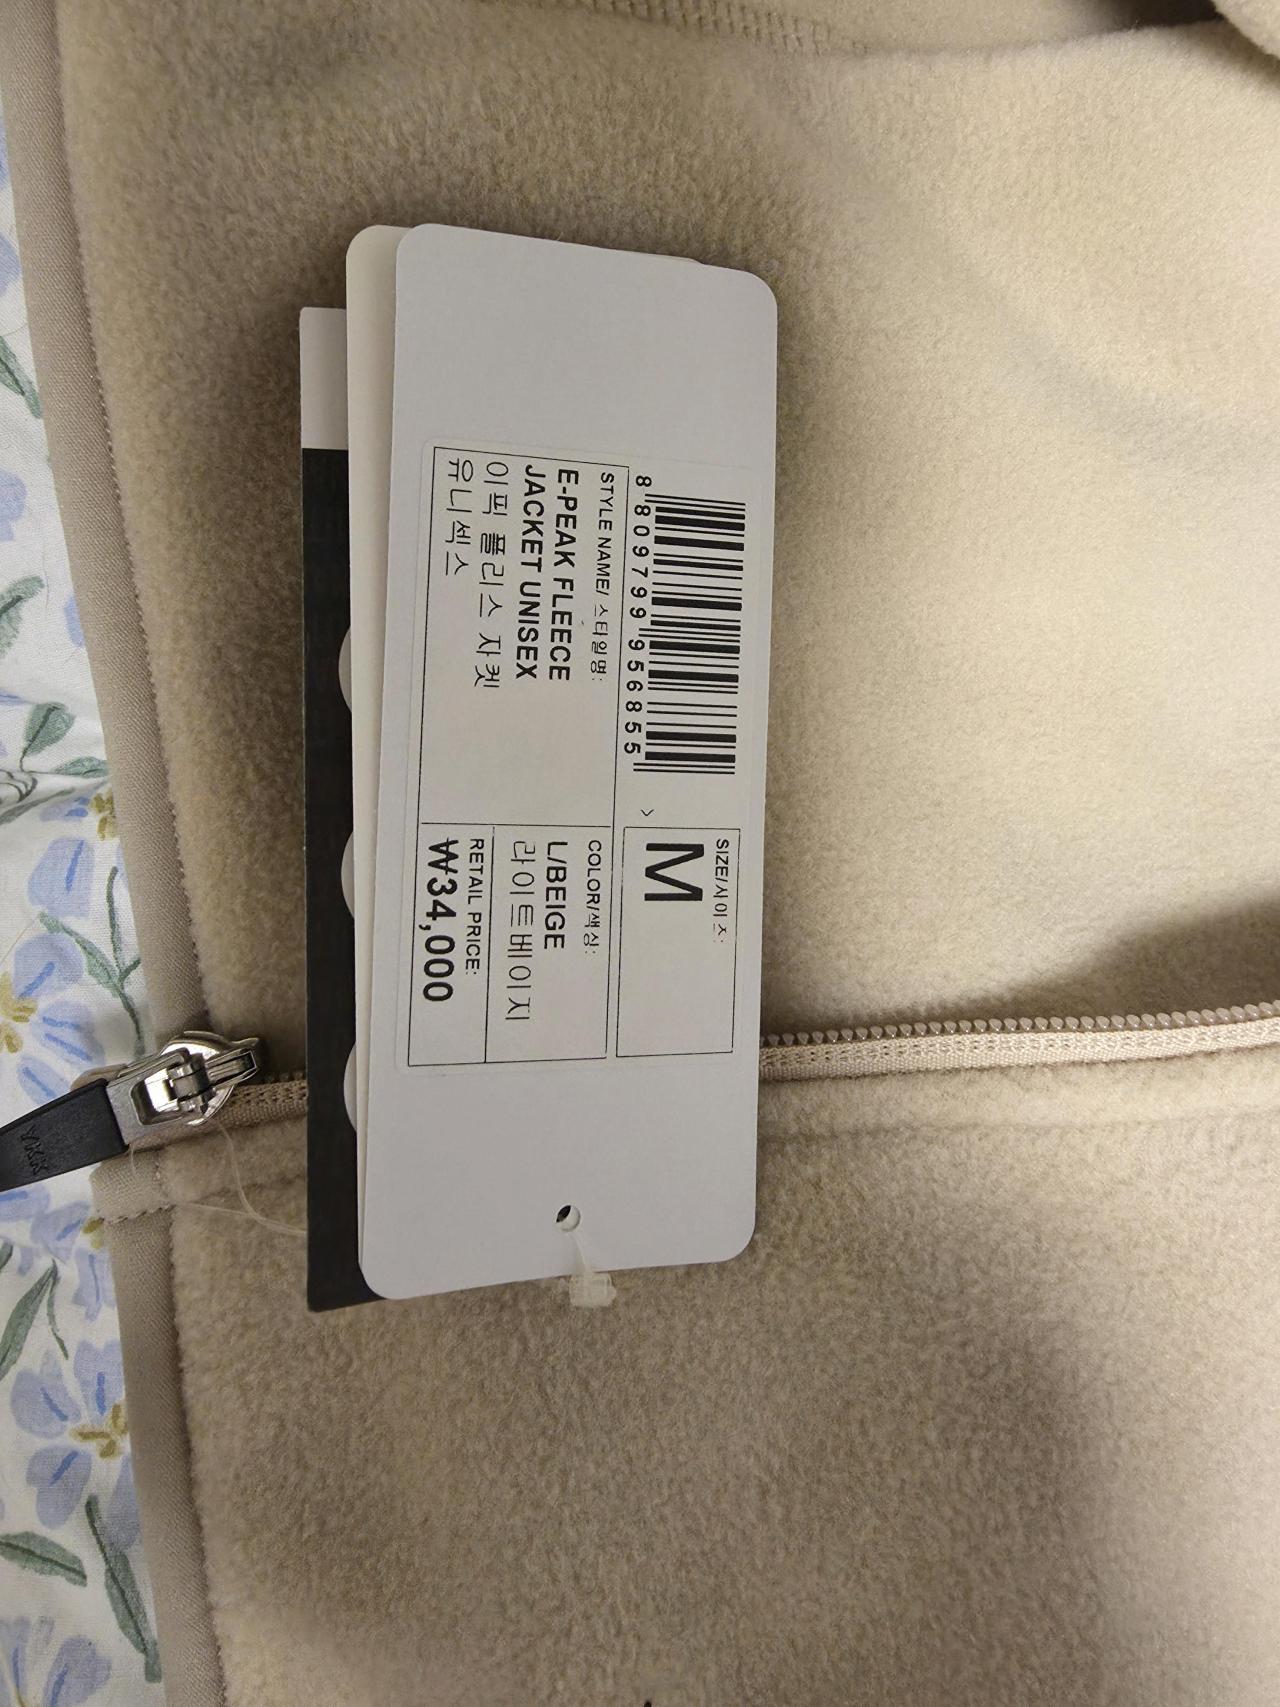 8 809799 956855 >
SIZE/사이즈:
M
STYLE NAME/ 스타일명:
E-PEAK FLEECE
JACKET UNISEX
이픽 플리스 자켓
유니섹스
COLOR/색상:
L/BEIGE
라이트베이지
RETAIL PRICE:
₩34,000
YKK